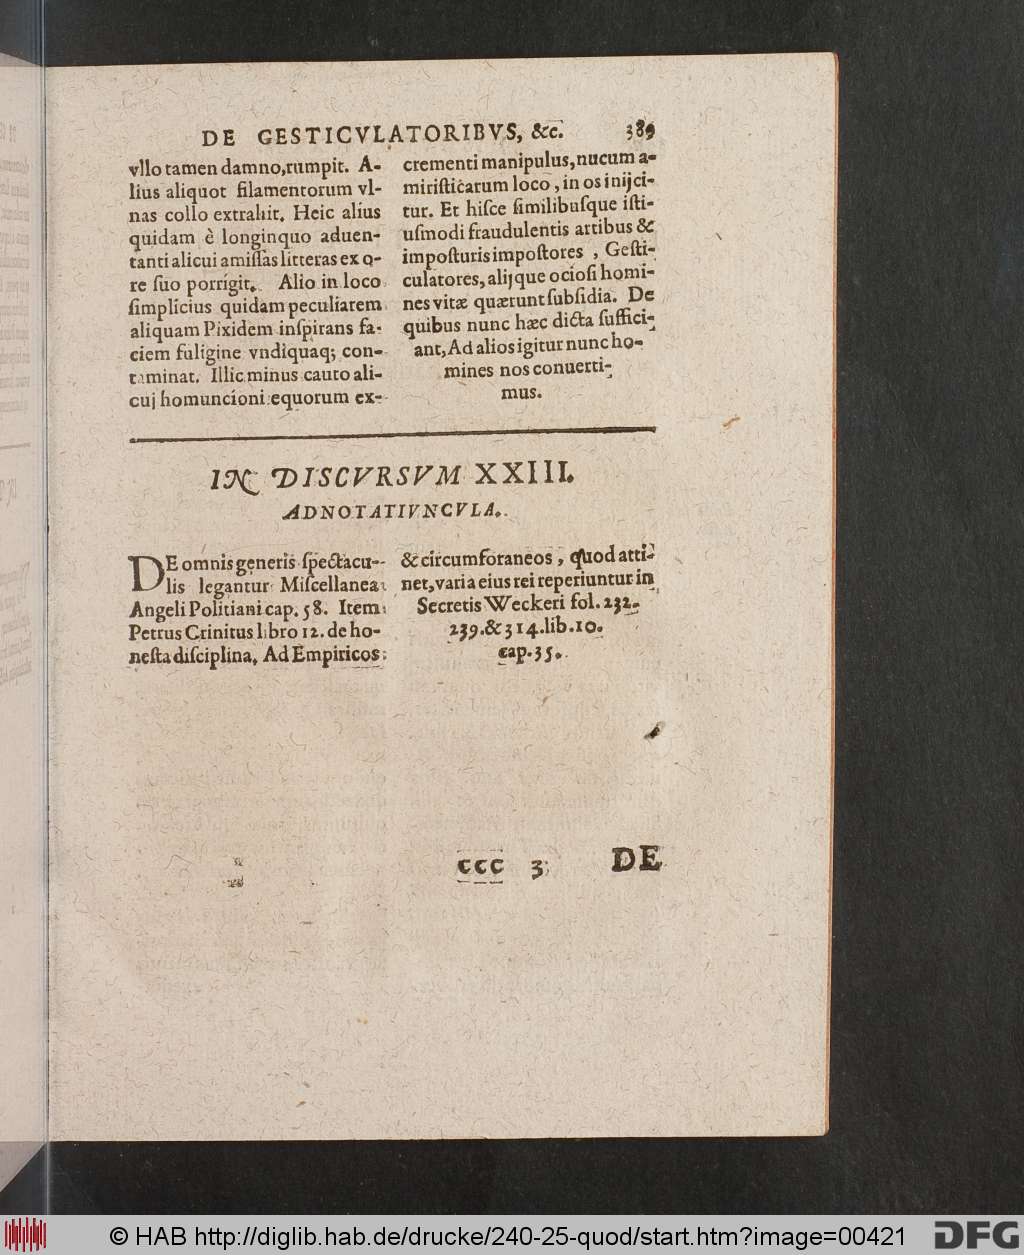 DE GESTICVLATORIBVS, &c. 389
vllo tamen damno, rumpit. A-
lius aliquot filamentorum vl-
nas collo extrahit. Heic alius
quidam è longinquo aduen-
tanti alicui amiſſas litteras ex o-
re ſuo porrigit. Alio in loco
ſimplicius quidam peculiarem
aliquam Pixidem inſpirans fa-
ciem fuligine vndiquaq; con-
taminat. Illic minus cauto ali-
cuj homuncioni equorum ex-
crementi manipulus, nucum a-
miriſticarum loco, in os inijci-
tur. Et hiſce ſimilibuſque iſti-
uſmodi fraudulentis artibus &
impoſturis impoſtores, Geſti-
culatores, alijque ocioſi homi-
nes vitæ quærunt ſubſidia. De
quibus nunc hæc dicta ſuffici-
ant, Ad alios igitur nunc ho-
mines nos conuerti-
mus.
IN DISCVRSVM XXIII.
ADNOTATIVNCVLA.
DE omnis generis ſpectacu-
lis legantur Miſcellanea
Angeli Politiani cap. 58. Item
Petrus Crinitus libro 12. de ho-
neſta diſciplina, Ad Empiricos
& circumforaneos, quod atti-
net, varia eius rei reperiuntur in
Secretis Weckeri fol. 232.
239. & 314. lib. 10.
cap. 35.
ccc 3 DE
© HAB http://diglib.hab.de/drucke/240-25-quod/start.htm?image=00421
DFG